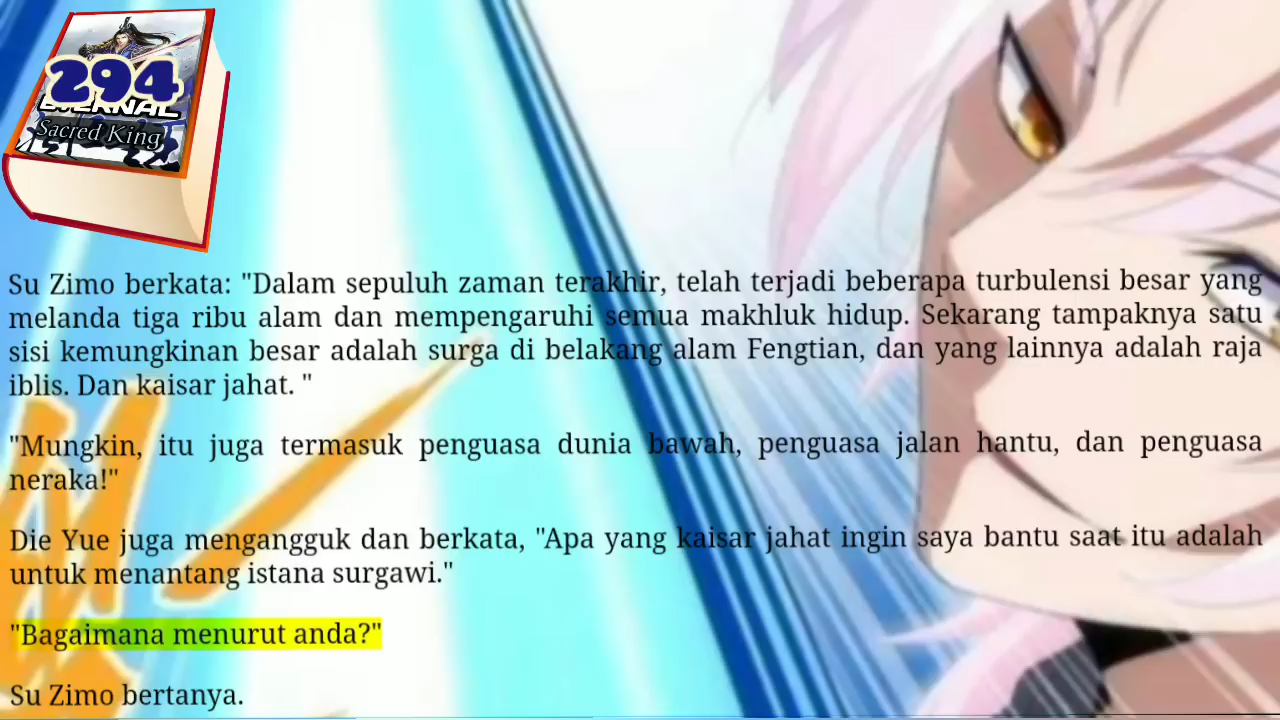 294
ETERNAL
Sacred King
Su Zimo berkata: "Dalam sepuluh zaman terakhir, telah terjadi beberapa turbulensi besar yang
melanda tiga ribu alam dan mempengaruhi semua makhluk hidup. Sekarang tampaknya satu
sisi kemungkinan besar adalah surga di belakang alam Fengtian, dan yang lainnya adalah raja
iblis. Dan kaisar jahat. "
"Mungkin, itu juga termasuk penguasa dunia bawah, penguasa jalan hantu, dan penguasa
neraka!"
Die Yue juga mengangguk dan berkata, "Apa yang kaisar jahat ingin saya bantu saat itu adalah
untuk menantang istana surgawi."
"Bagaimana menurut anda?"
Su Zimo bertanya.